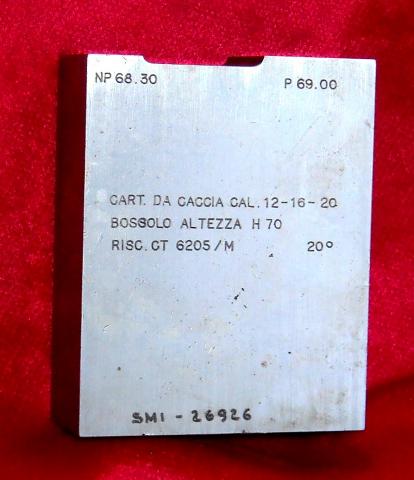 NP 68.30 P 69.00
CART. DA CACCIA CAL. 12-16-20
BOSSOLO ALTEZZA H 70
RISC. CT 6205/M 20°
SMI - 26926